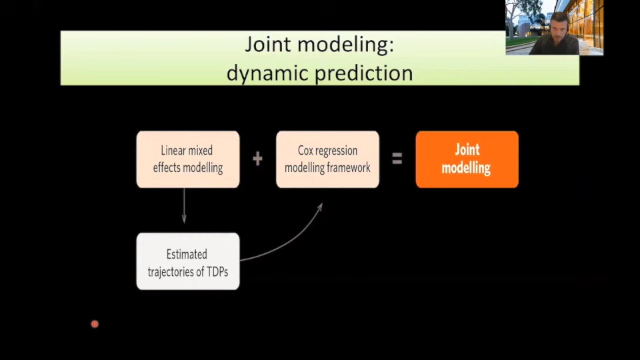 Joint modeling:
dynamic prediction
Linear mixed
effects modelling
+
Cox regression
modelling framework
=
Joint
modelling
Estimated
trajectories of TDPs